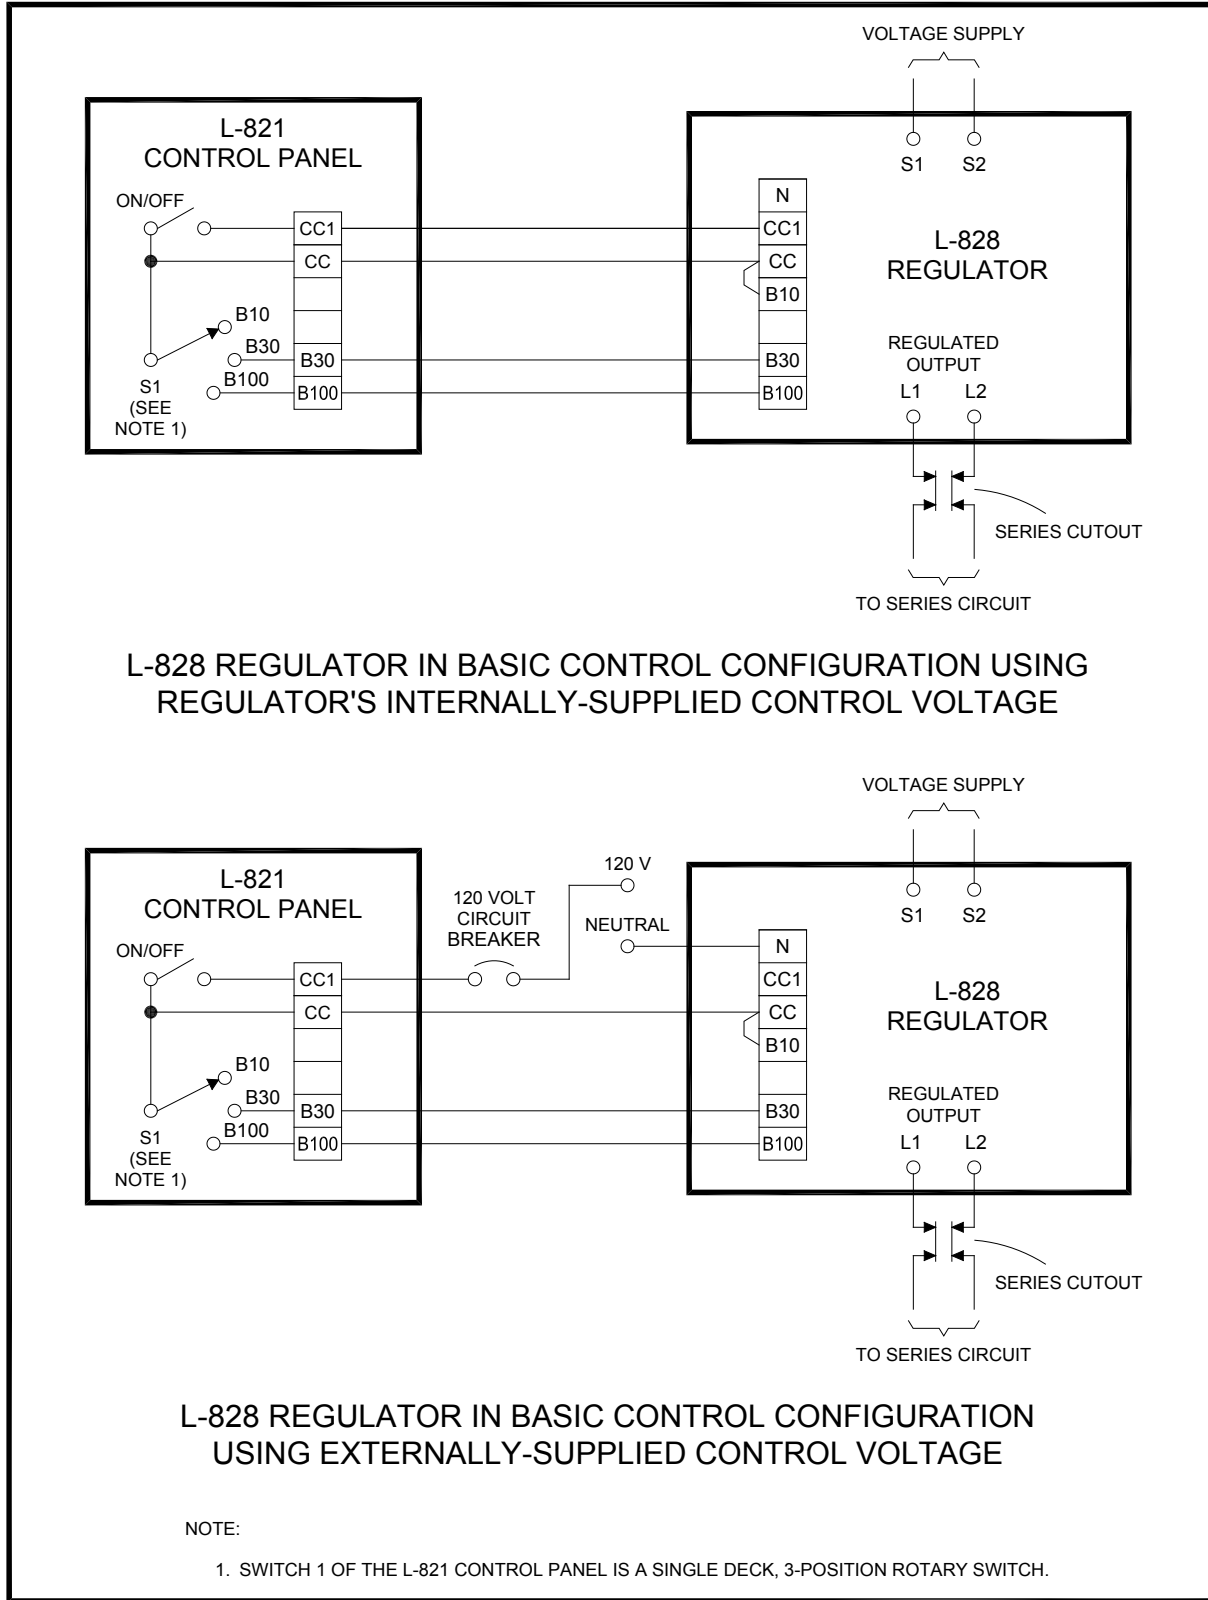 VOLTAGE SUPPLY
L-821
CONTROL PANEL
ON/OFF
CC1
CC
B10
B30
B30
B100
B100
S1
(SEE
NOTE 1)
S1
S2
N
CC1
CC
B10
B30
B100
L-828
REGULATOR
REGULATED
OUTPUT
L1
L2
SERIES CUTOUT
TO SERIES CIRCUIT
L-828 REGULATOR IN BASIC CONTROL CONFIGURATION USING
REGULATOR'S INTERNALLY-SUPPLIED CONTROL VOLTAGE
VOLTAGE SUPPLY
L-821
CONTROL PANEL
ON/OFF
CC1
CC
B10
B30
B30
B100
B100
S1
(SEE
NOTE 1)
120 VOLT
CIRCUIT
BREAKER
120 V
NEUTRAL
S1
S2
N
CC1
CC
B10
B30
B100
L-828
REGULATOR
REGULATED
OUTPUT
L1
L2
SERIES CUTOUT
TO SERIES CIRCUIT
L-828 REGULATOR IN BASIC CONTROL CONFIGURATION
USING EXTERNALLY-SUPPLIED CONTROL VOLTAGE
NOTE:
1. SWITCH 1 OF THE L-821 CONTROL PANEL IS A SINGLE DECK, 3-POSITION ROTARY SWITCH.